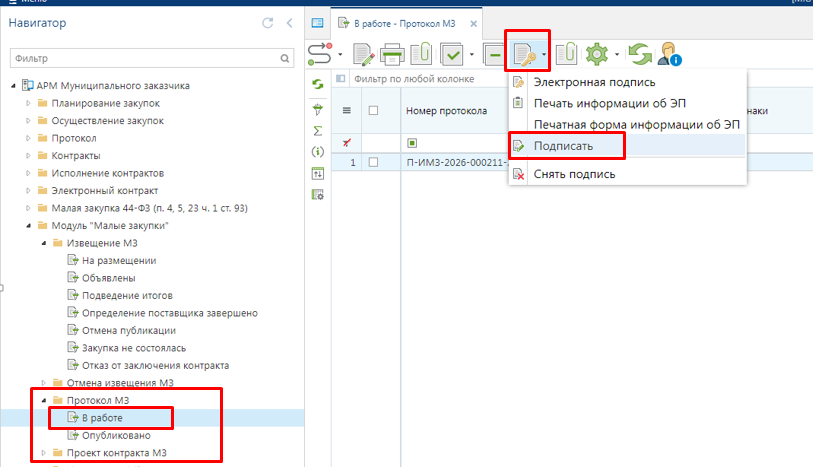 Меню
Навигатор
Фильтр
АРМ Муниципального заказчика
Планирование закупок
Осуществление закупок
Протокол
Контракты
Исполнение контрактов
Электронный контракт
Малая закупка 44-ФЗ (п. 4, 5, 23 ч. 1 ст. 93)
Модуль "Малые закупки"
Извещение МЗ
На размещении
Объявлены
Подведение итогов
Определение поставщика завершено
Отмена публикации
Закупка не состоялась
Отказ от заключения контракта
Отмена извещения МЗ
Протокол МЗ
В работе
Опубликовано
Проект контракта МЗ
В работе - Протокол МЗ
Фильтр по любой колонке
Номер протокола
наки
1 П-ИМЗ-2026-000211-
Электронная подпись
Печать информации об ЭП
Печатная форма информации об ЭП
Подписать
Снять подпись